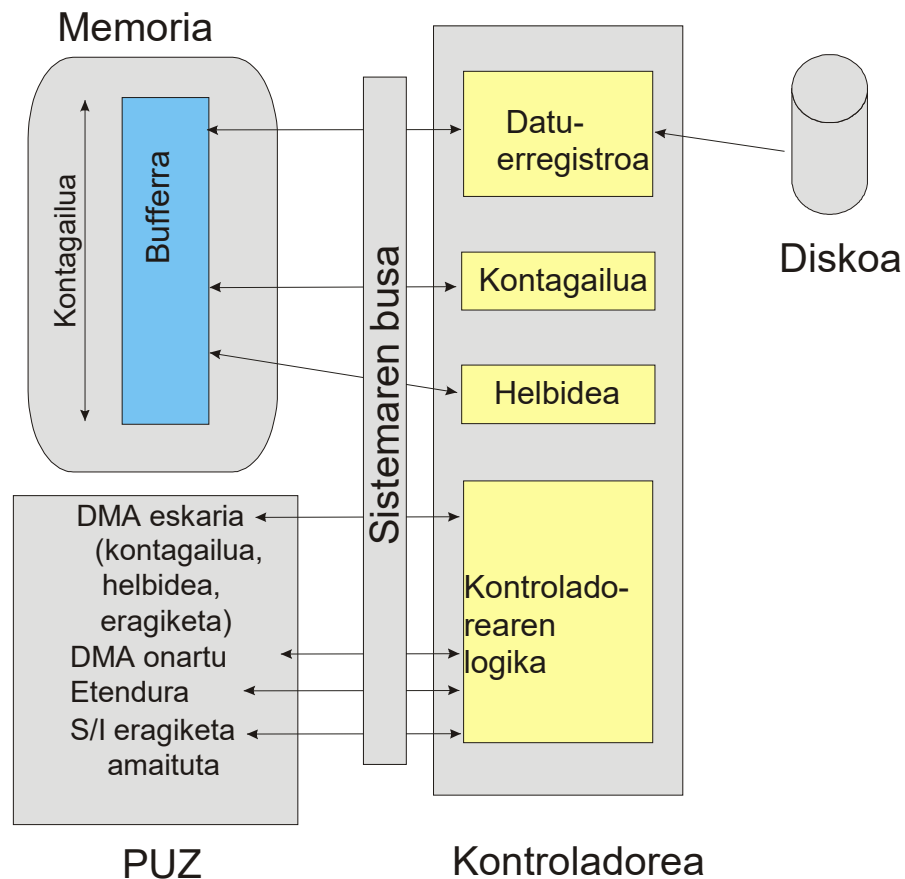 Memoria
Kontagailua
Bufferra
Sistemaren busa
Datu-
erregistroa
Kontagailua
Helbidea
Kontrolado-
rearen
logika
Diskoa
DMA eskaria
(kontagailua,
helbidea,
eragiketa)
DMA onartu
Etendura
S/I eragiketa
amaituta
PUZ
Kontroladorea